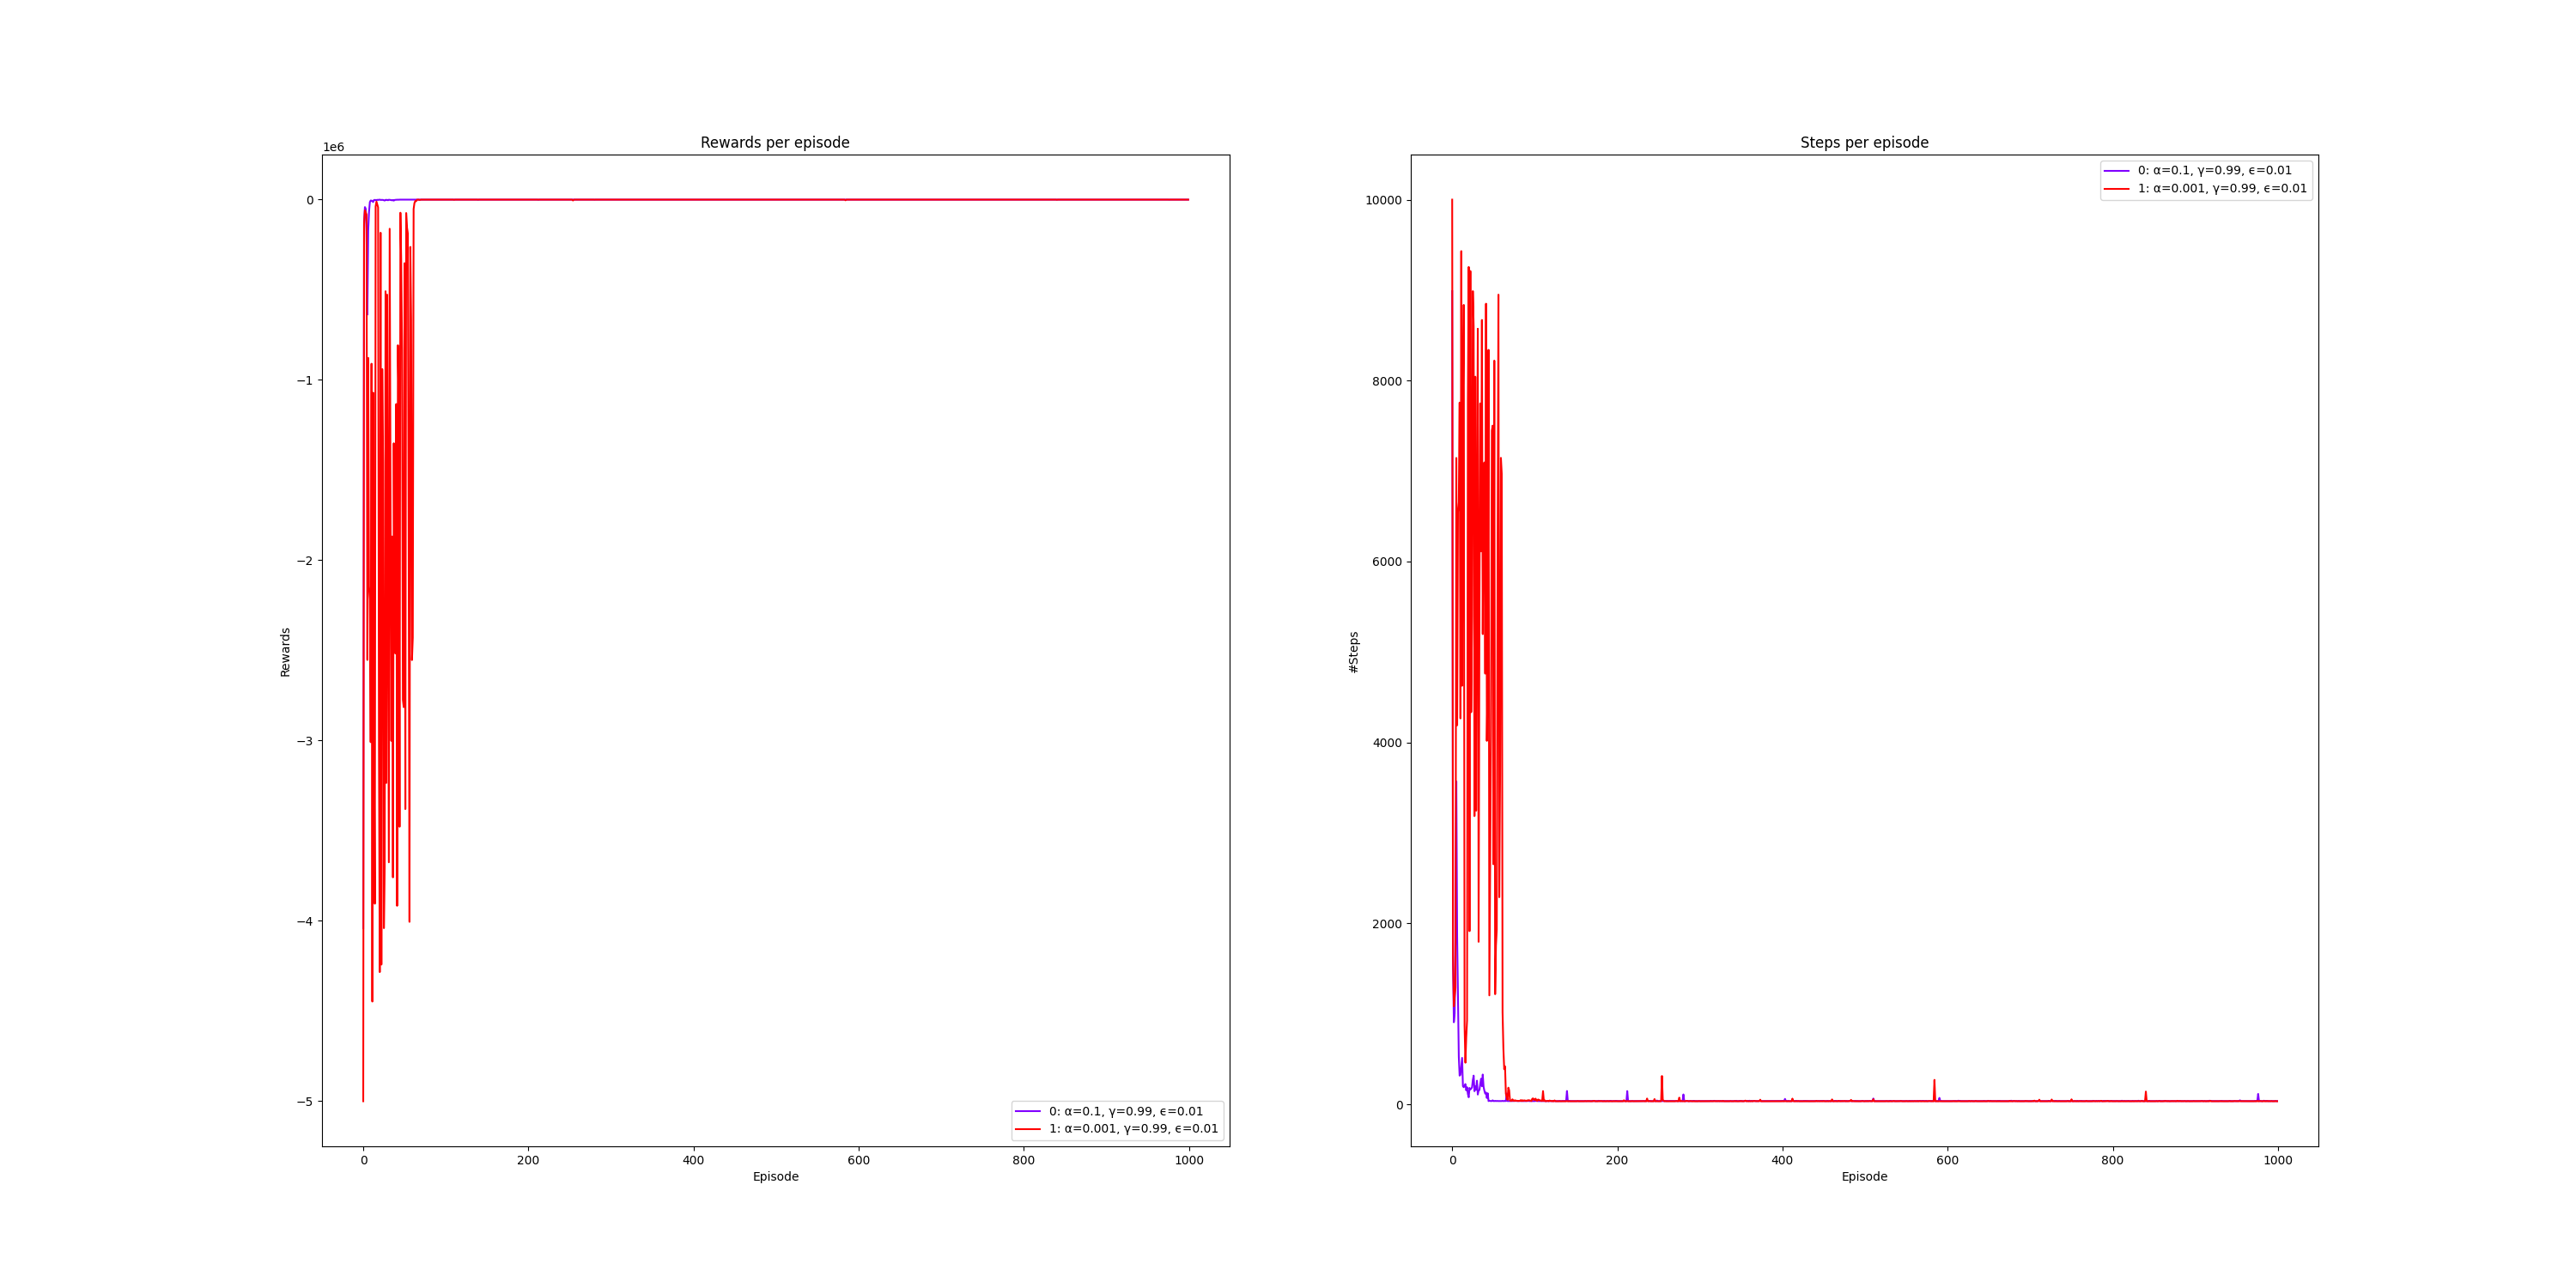 Rewards per episode
1e6
0
−1
−2
−3
−4
−5
Rewards
0
200
400
600
800
1000
Episode
0: α=0.1, γ=0.99, ϵ=0.01
1: α=0.001, γ=0.99, ϵ=0.01
Steps per episode
10000
8000
6000
4000
2000
0
#Steps
0
200
400
600
800
1000
Episode
0: α=0.1, γ=0.99, ϵ=0.01
1: α=0.001, γ=0.99, ϵ=0.01